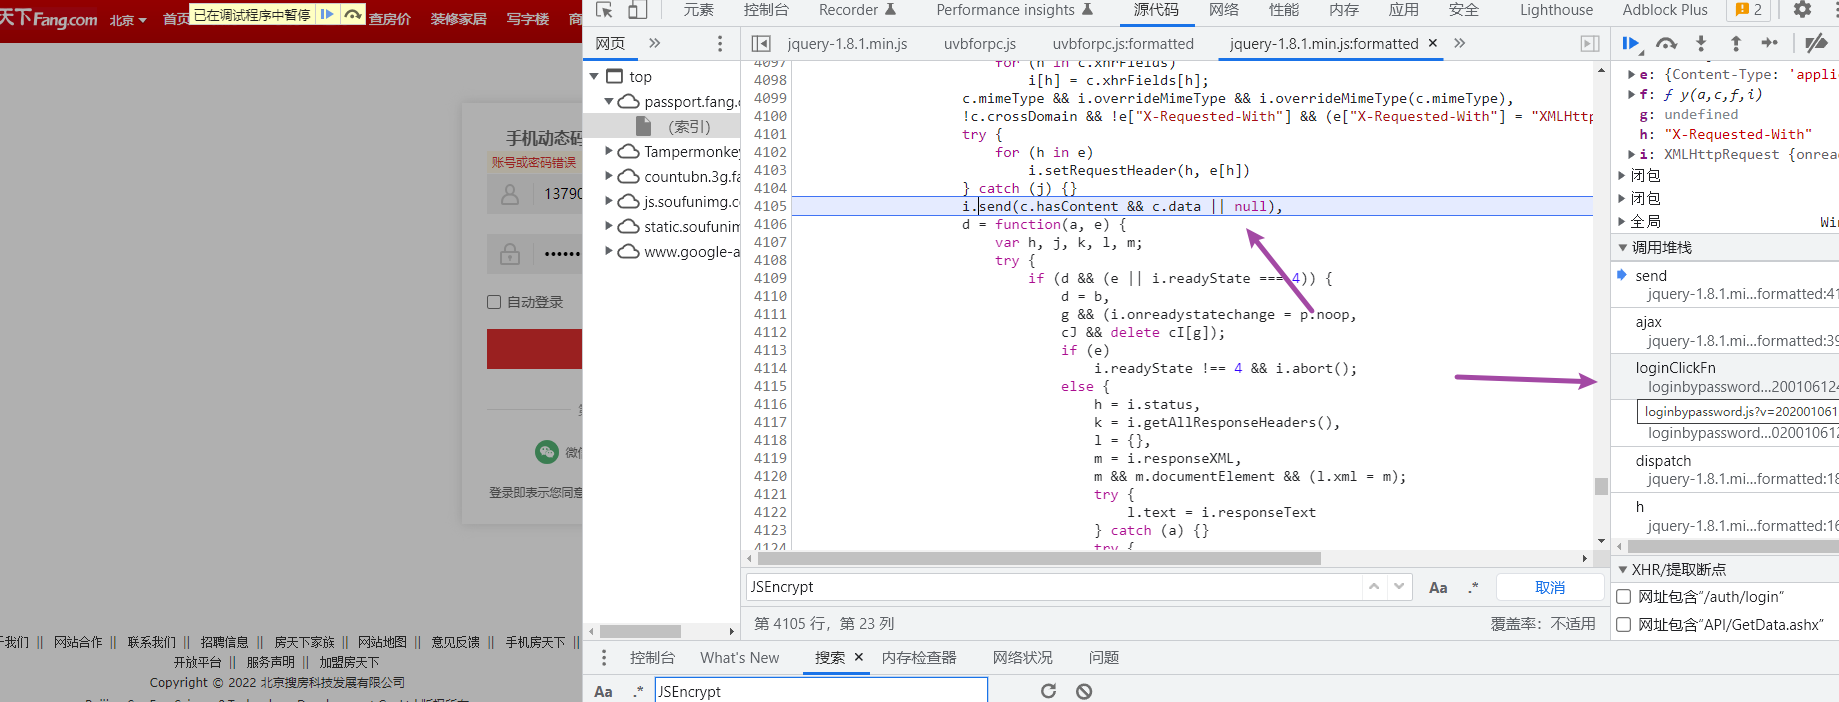 天下Fang.com 北京 首页 已在调试程序中暂停 查房价 装修家居 写字楼 商
手机动态码
账号或密码错误
13790
••••••
自动登录
微信
登录即表示您同意
于我们 || 网站合作 || 联系我们 || 招聘信息 || 房天下家族 || 网站地图 || 意见反馈 || 手机房天下 ||
开放平台 || 服务声明 || 加盟房天下
Copyright © 2022 北京搜房科技发展有限公司
元素 控制台 Recorder Performance insights 源代码 网络 性能 内存 应用 安全 Lighthouse Adblock Plus 2
网页 »
top
passport.fang.c
(索引)
Tampermonkey
countubn.3g.fa
js.soufunimg.co
static.soufunim
www.google-a
jquery-1.8.1.min.js uvbforpc.js uvbforpc.js:formatted jquery-1.8.1.min.js:formatted × »
4097 for (h in c.xhrFields)
4098 i[h] = c.xhrFields[h];
4099 c.mimeType && i.overrideMimeType && i.overrideMimeType(c.mimeType),
4100 !c.crossDomain && !e["X-Requested-With"] && (e["X-Requested-With"] = "XMLHttp
4101 try {
4102 for (h in e)
4103 i.setRequestHeader(h, e[h])
4104 } catch (j) {}
4105 i.send(c.hasContent && c.data || null),
4106 d = function(a, e) {
4107 var h, j, k, l, m;
4108 try {
4109 if (d && (e || i.readyState === 4)) {
4110 d = b,
4111 g && (i.onreadystatechange = p.noop,
4112 cJ && delete cI[g]);
4113 if (e)
4114 i.readyState !== 4 && i.abort();
4115 else {
4116 h = i.status,
4117 k = i.getAllResponseHeaders(),
4118 l = {},
4119 m = i.responseXML,
4120 m && m.documentElement && (l.xml = m);
4121 try {
4122 l.text = i.responseText
4123 } catch (a) {}
4124 try {
JSEncrypt Aa .* 取消
第 4105 行，第 23 列 覆盖率：不适用
控制台 What's New 搜索 × 内存检查器 网络状况 问题
Aa .* JSEncrypt
e: {Content-Type: 'applic
f: ƒ y(a,c,f,i)
g: undefined
h: "X-Requested-With"
i: XMLHttpRequest {onread
闭包
闭包
全局 Win
调用堆栈
send
jquery-1.8.1.mi…formatted:41
ajax
jquery-1.8.1.mi…formatted:39
loginClickFn
loginbypassword…200106124
loginbypassword.js?v=202001061
loginbypassword…020010612
dispatch
jquery-1.8.1.mi…formatted:18
h
jquery-1.8.1.mi…formatted:16
XHR/提取断点
网址包含"/auth/login"
网址包含"API/GetData.ashx"